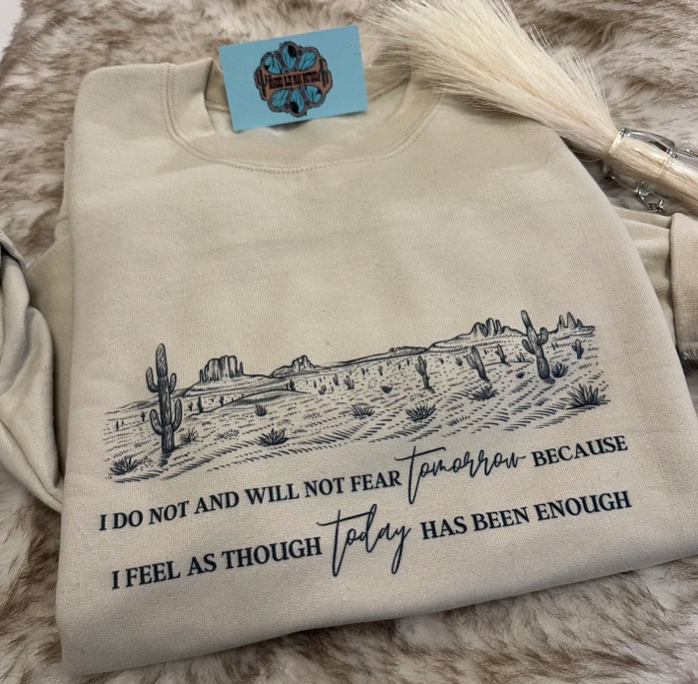 I DO NOT AND WILL NOT FEAR tomorrow BECAUSE
I FEEL AS THOUGH today HAS BEEN ENOUGH